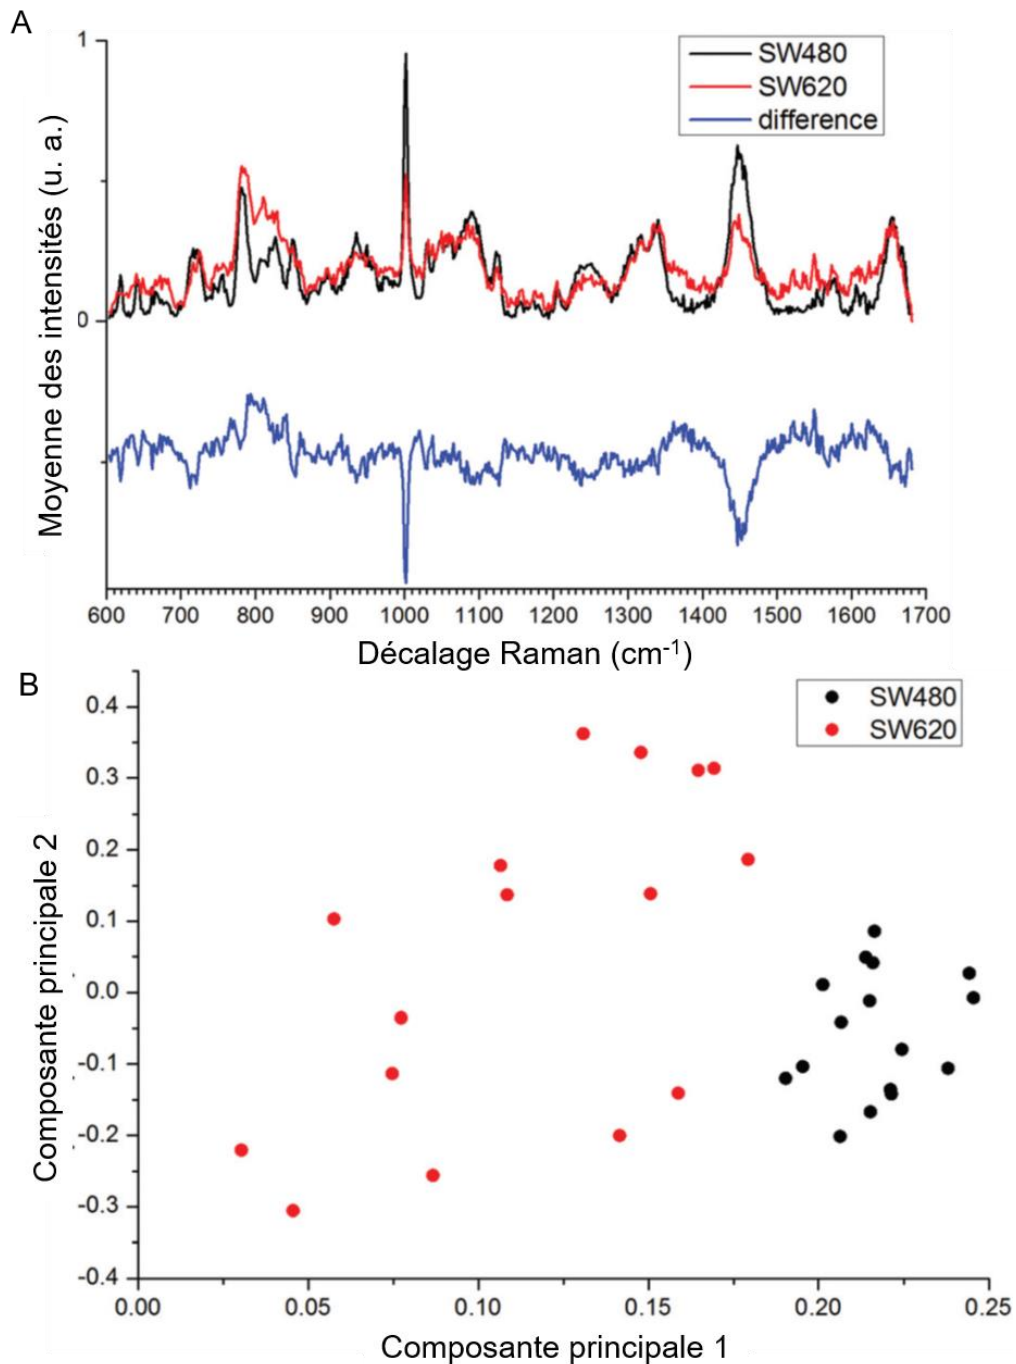 A
1
0
Moyenne des intensités (u. a.)
SW480
SW620
difference
600 700 800 900 1000 1100 1200 1300 1400 1500 1600 1700
Décalage Raman (cm-1)
B
SW480
SW620
0.4
0.3
0.2
0.1
0.0
-0.1
-0.2
-0.3
-0.4
Composante principale 2
0.00 0.05 0.10 0.15 0.20 0.25
Composante principale 1